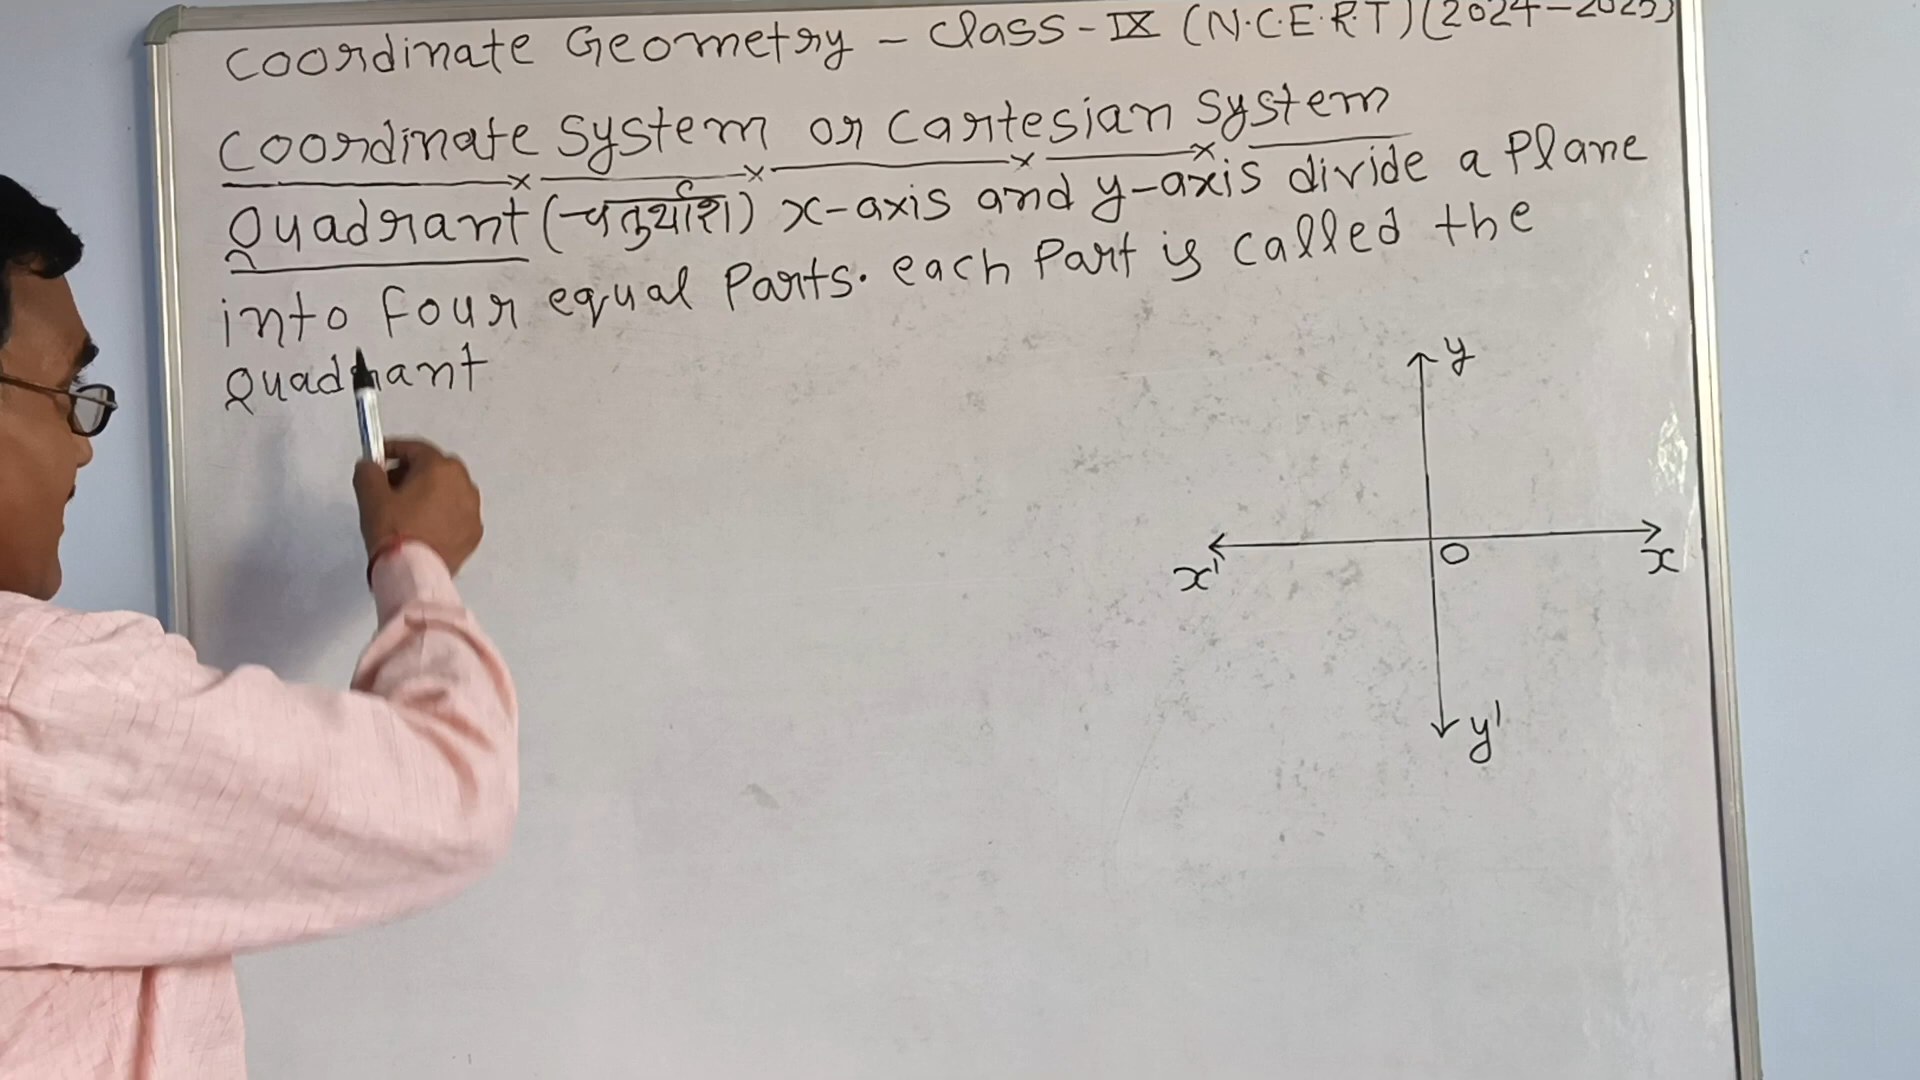 Coordinate Geometry - Class - IX (N.C.E.R.T) (2024-2025)
Coordinate System or Cartesian System
Quadrant (चतुर्थांश) x-axis and y-axis divide a Plane
into four equal Parts. each Part is called the
Quadrant
y
x' O x
y'